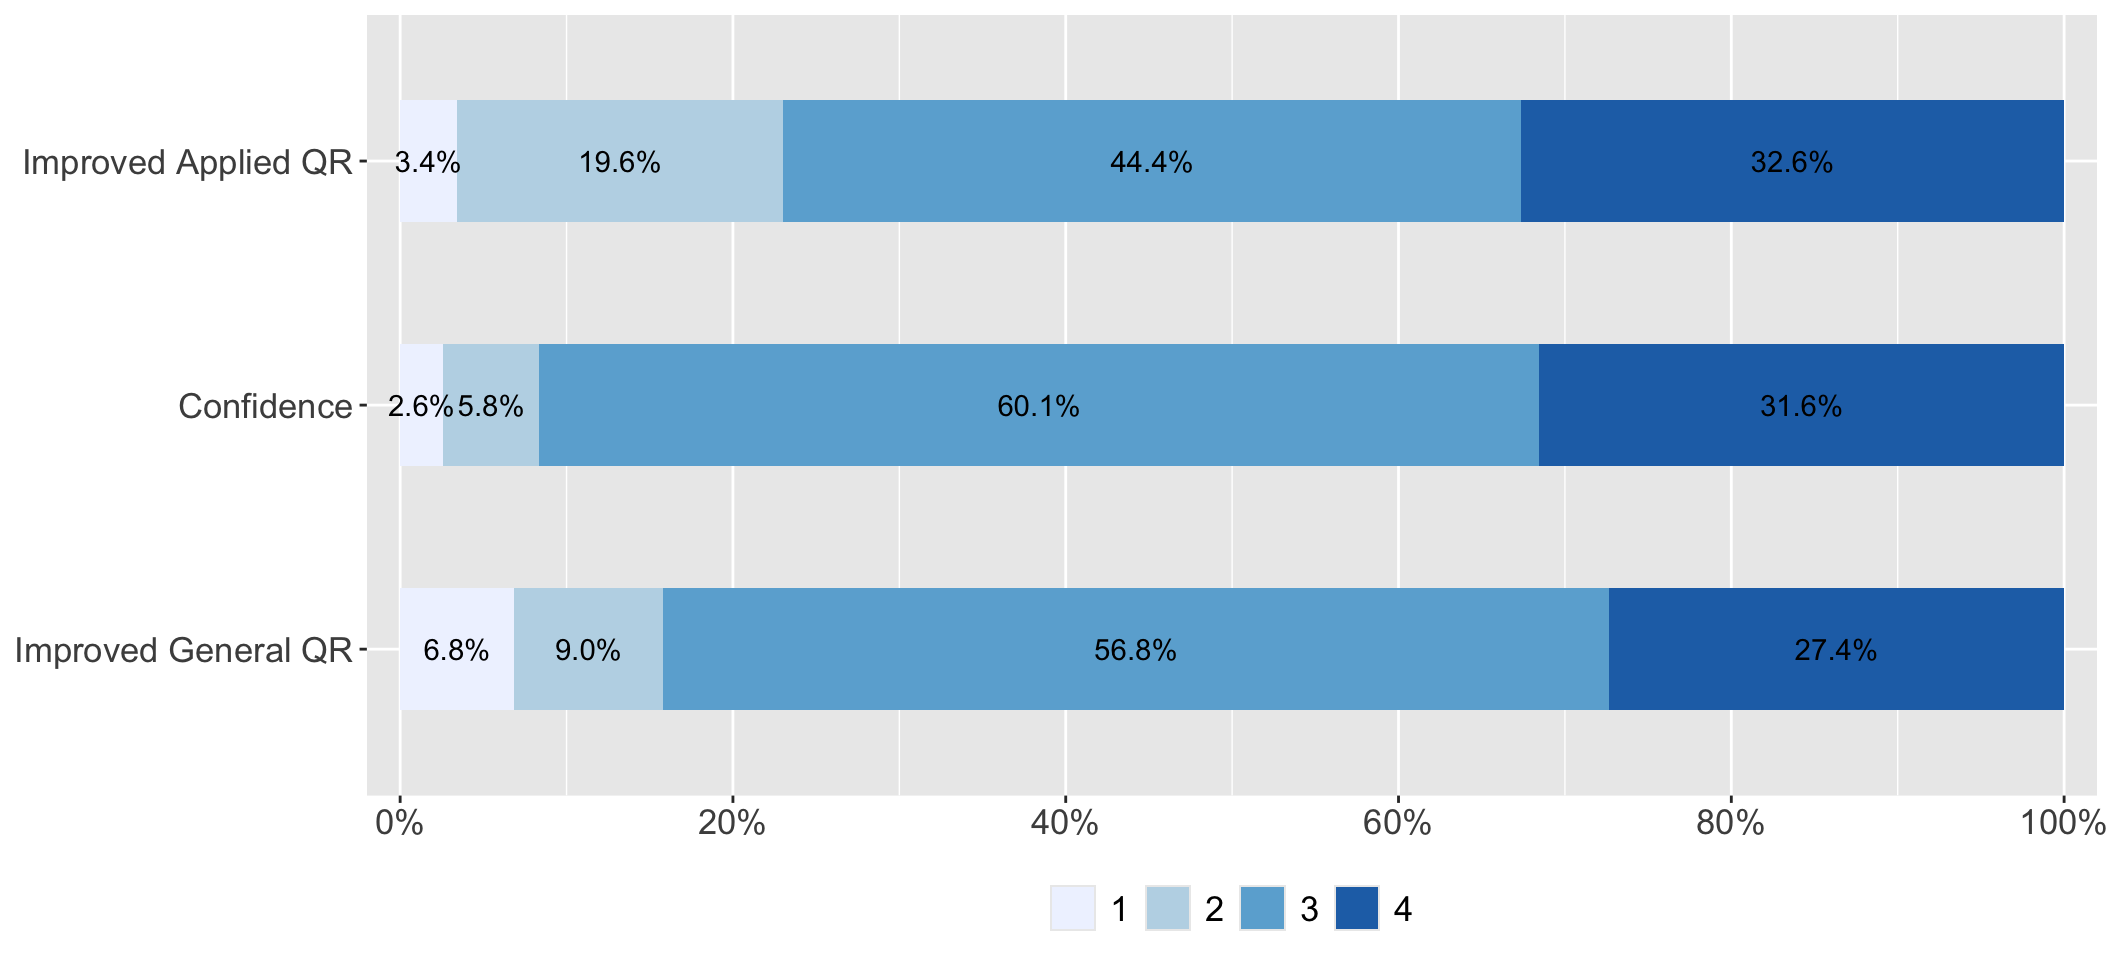 Improved Applied QR 3.4% 19.6% 44.4% 32.6%
Confidence 2.6% 5.8% 60.1% 31.6%
Improved General QR 6.8% 9.0% 56.8% 27.4%
0% 20% 40% 60% 80% 100%
1 2 3 4